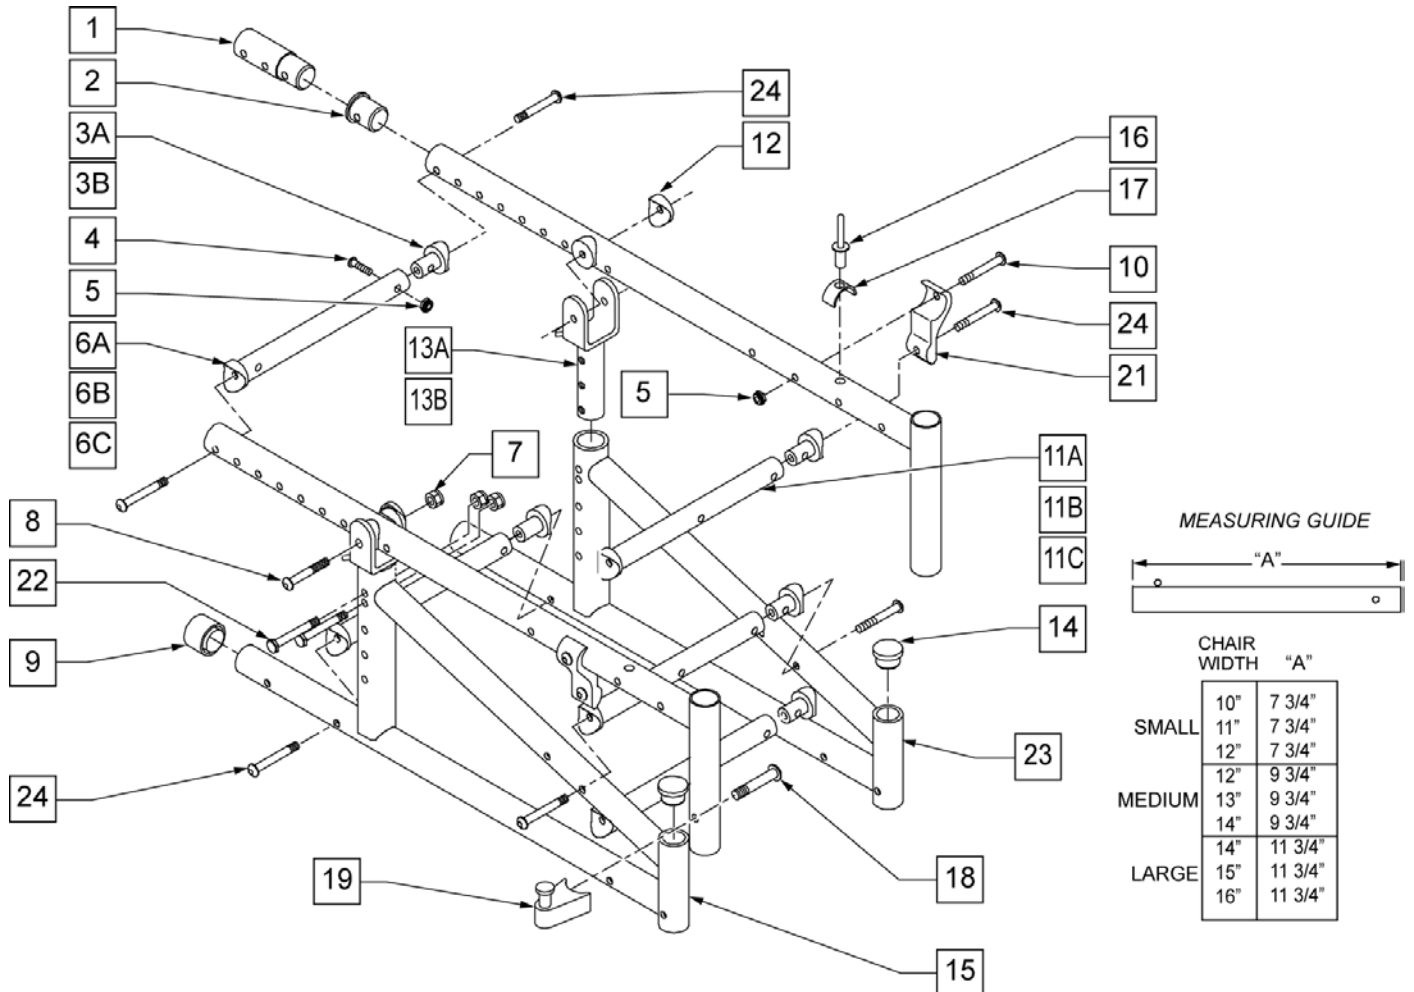 1
2
3A
3B
4
5
6A
6B
6C
8
22
9
24
24
12
13A
13B
5
7
16
17
10
24
21
11A
11B
11C
14
23
18
19
15
MEASURING GUIDE
"A"
CHAIR WIDTH "A"
SMALL
10" 7 3/4"
11" 7 3/4"
12" 7 3/4"
MEDIUM
12" 9 3/4"
13" 9 3/4"
14" 9 3/4"
LARGE
14" 11 3/4"
15" 11 3/4"
16" 11 3/4"